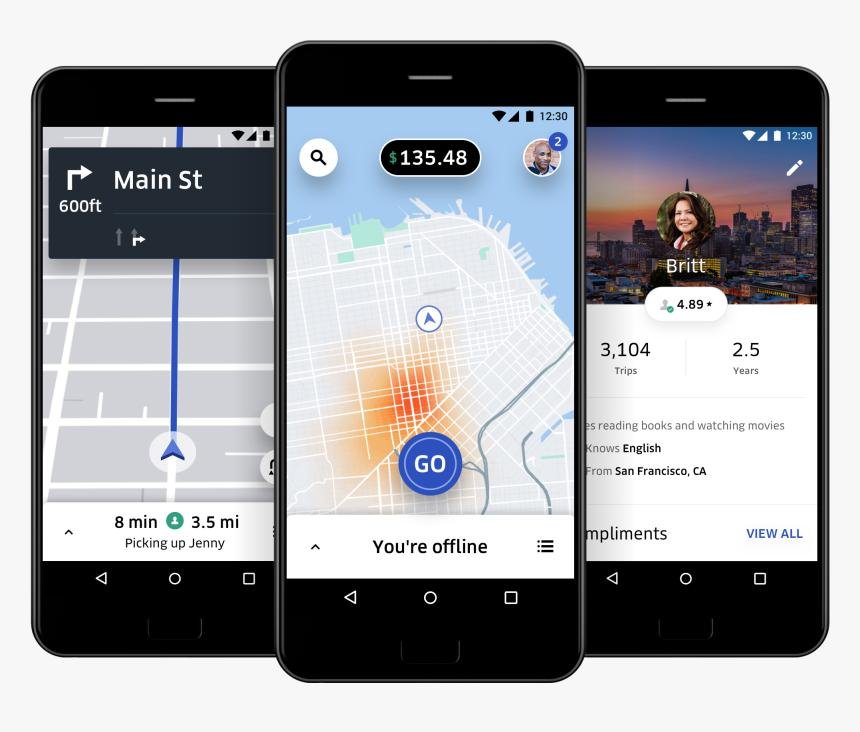 Main St
600ft
8 min 3.5 mi
Picking up Jenny
12:30
$135.48
2
GO
You're offline
12:30
Britt
4.89
3,104 2.5
Trips Years
reading books and watching movies
Knows English
From San Francisco, CA
VIEW ALL